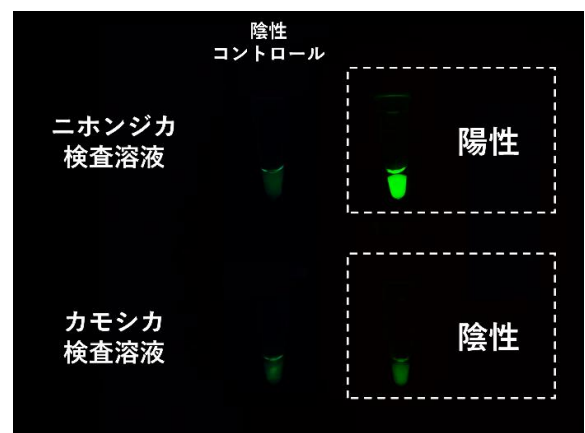 陰性
コントロール
ニホンジカ
検査溶液
陽性
カモシカ
検査溶液
陰性